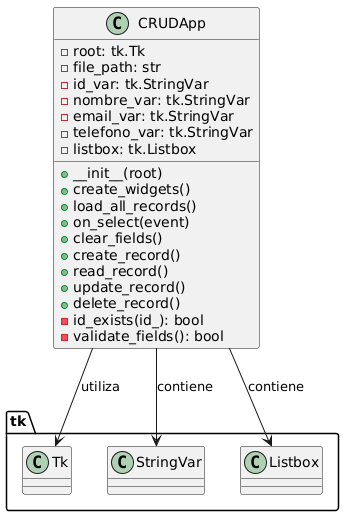 C CRUDApp
root: tk.Tk
file_path: str
id_var: tk.StringVar
nombre_var: tk.StringVar
email_var: tk.StringVar
telefono_var: tk.StringVar
listbox: tk.Listbox
__init__(root)
create_widgets()
load_all_records()
on_select(event)
clear_fields()
create_record()
read_record()
update_record()
delete_record()
id_exists(id_): bool
validate_fields(): bool
utiliza contiene contiene
tk
C Tk C StringVar C Listbox